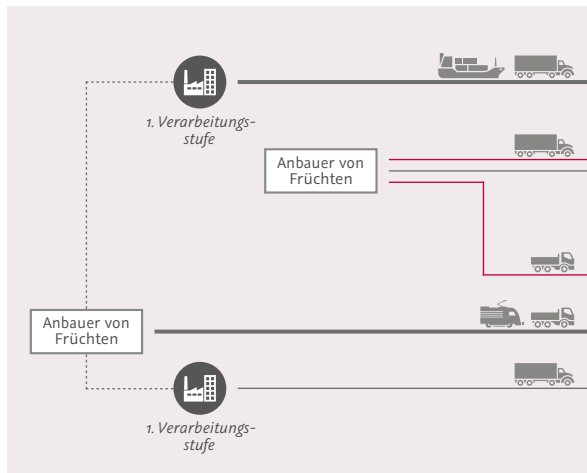 1. Verarbeitungs-
stufe
Anbauer von
Früchten
Anbauer von
Früchten
1. Verarbeitungs-
stufe